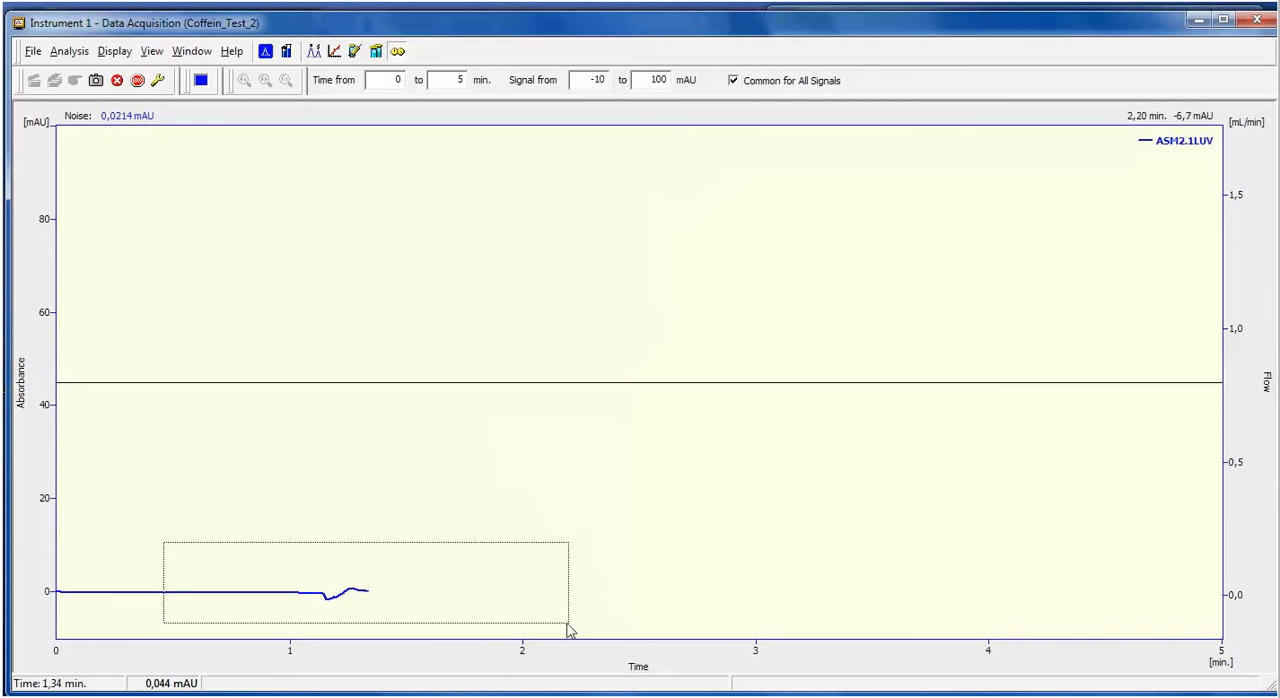 Instrument 1 - Data Acquisition (Coffein_Test_2)
File Analysis Display View Window Help
Time from 0 to 5 min. Signal from -10 to 100 mAU Common for All Signals
Noise: 0,0214 mAU 2,20 min. -6,7 mAU
[mAU] [mL/min]
ASM2.1LUV
1,5
80
60
1,0
Absorbance
Flow
40
0,5
20
0 0,0
0 1 2 3 4 5
Time [min.]
Time: 1,34 min. 0,044 mAU